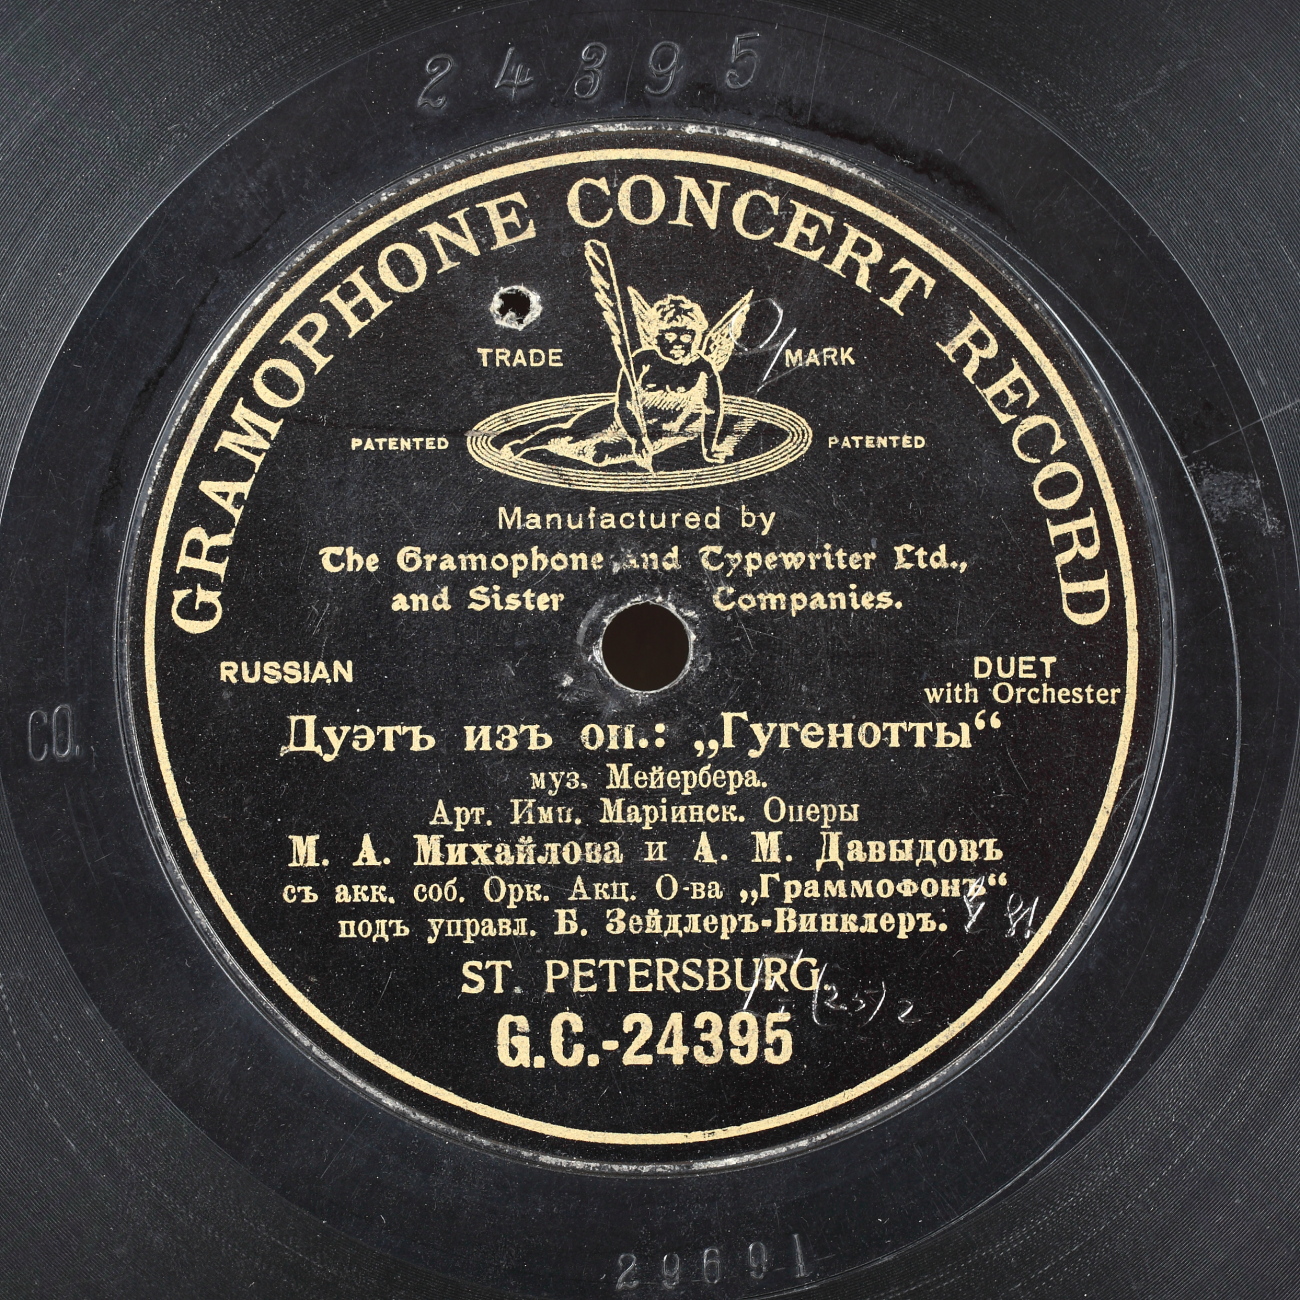 24395
GRAMOPHONE CONCERT RECORD
TRADE MARK
PATENTED PATENTED
Manufactured by
The Gramophone and Typewriter Ltd.,
and Sister Companies.
RUSSIAN
DUET
with Orchester
CO.
Дуэтъ изъ оп.: „Гугенотты“
муз. Мейербера.
Арт. Имп. Маріинск. Оперы
М. А. Михайлова и А. М. Давыдовъ
съ акк. соб. Орк. Акц. О-ва „Граммофонъ“
подъ управл. Б. Зейдлеръ-Винклеръ.
ST. PETERSBURG.
G.C.-24395